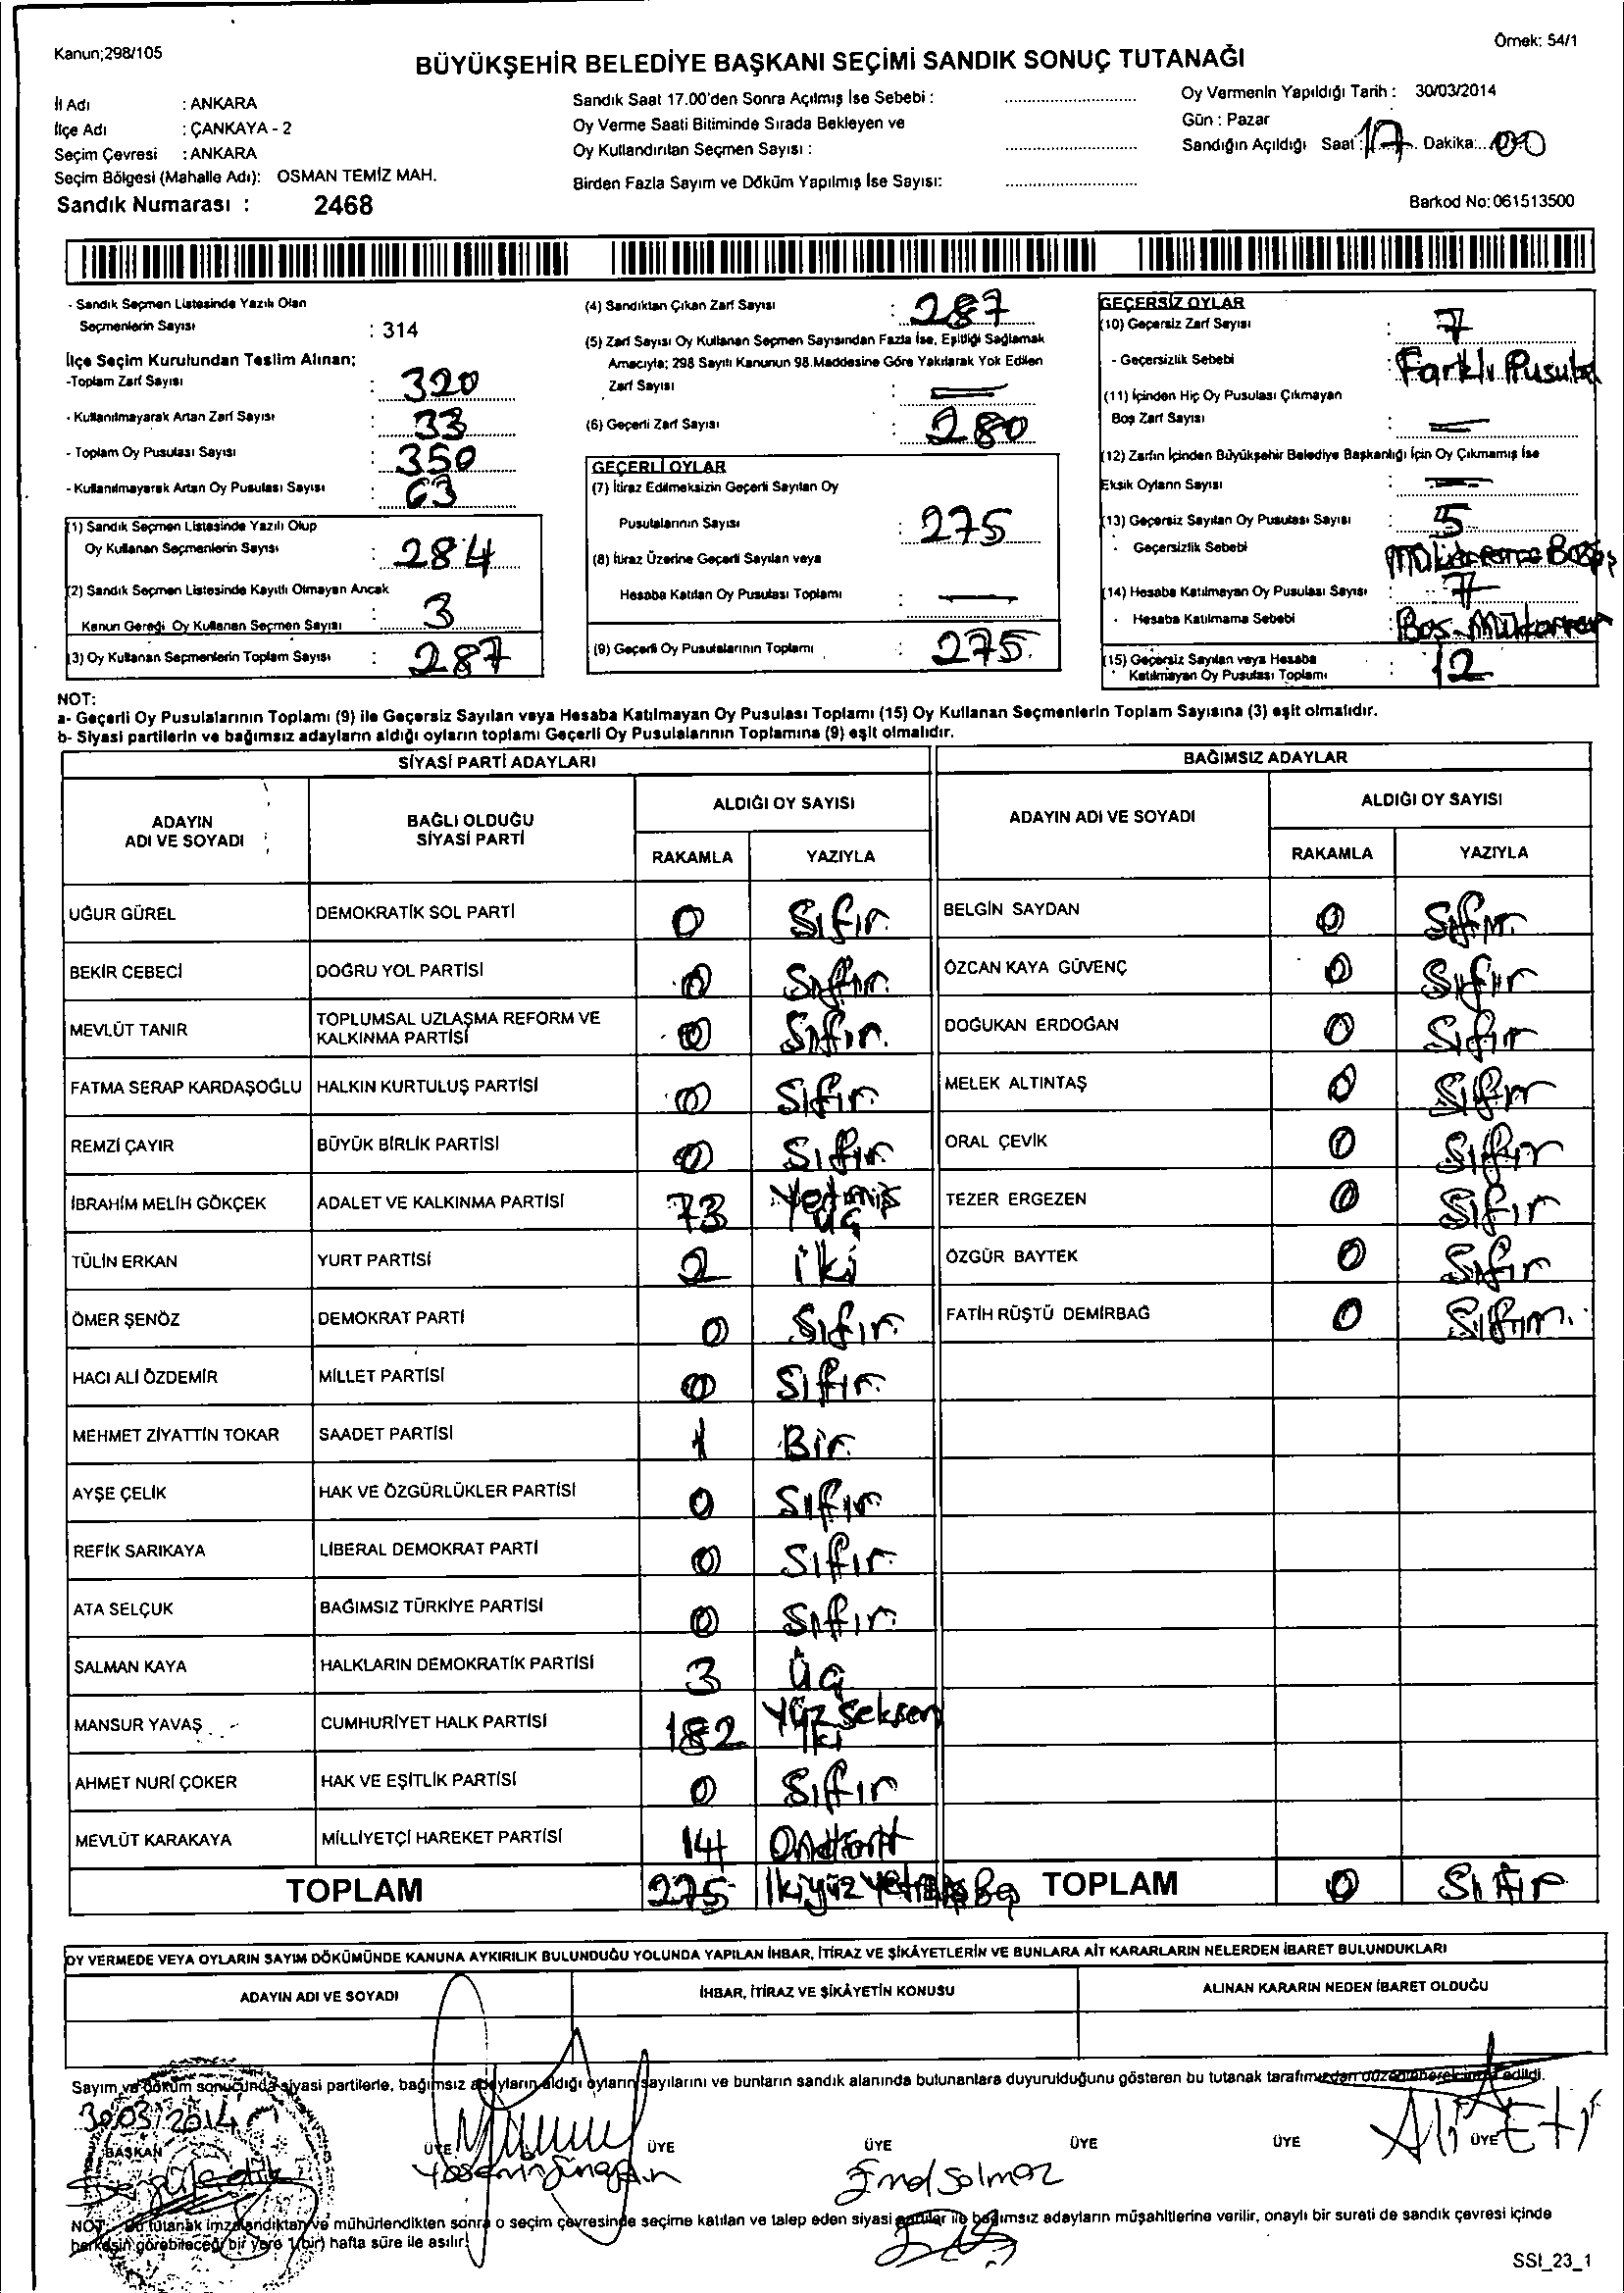 Kanun;298/105
Örnek: 54/1
BÜYÜKŞEHİR BELEDİYE BAŞKANI SEÇİMİ SANDIK SONUÇ TUTANAĞI
İl Adı : ANKARA
İlçe Adı : ÇANKAYA - 2
Seçim Çevresi : ANKARA
Seçim Bölgesi (Mahalle Adı): OSMAN TEMİZ MAH.
Sandık Numarası : 2468
Sandık Saat 17.00'den Sonra Açılmış İse Sebebi :
Oy Verme Saati Bitiminde Sırada Bekleyen ve
Oy Kullandırılan Seçmen Sayısı :
Birden Fazla Sayım ve Döküm Yapılmış İse Sayısı:
Oy Vermenin Yapıldığı Tarih : 30/03/2014
Gün : Pazar
Sandığın Açıldığı Saat : 17 Dakika: 00
Barkod No: 061513500
- Sandık Seçmen Listesinde Yazılı Olan
Seçmenlerin Sayısı : 314
İlçe Seçim Kurulundan Teslim Alınan;
-Toplam Zarf Sayısı : 320
- Kullanılmayarak Artan Zarf Sayısı : 33
- Toplam Oy Pusulası Sayısı : 350
- Kullanılmayarak Artan Oy Pusulası Sayısı : 63
(1) Sandık Seçmen Listesinde Yazılı Olup
Oy Kullanan Seçmenlerin Sayısı : 284
(2) Sandık Seçmen Listesinde Kayıtlı Olmayan Ancak
Kanun Gereği Oy Kullanan Seçmen Sayısı : 3
(3) Oy Kullanan Seçmenlerin Toplam Sayısı : 287
(4) Sandıktan Çıkan Zarf Sayısı : 287
(5) Zarf Sayısı Oy Kullanan Seçmen Sayısından Fazla İse, Eşitliği Sağlamak
Amacıyla; 298 Sayılı Kanunun 98.Maddesine Göre Yakılarak Yok Edilen
Zarf Sayısı : —
(6) Geçerli Zarf Sayısı : 280
GEÇERLİ OYLAR
(7) İtiraz Edilmeksizin Geçerli Sayılan Oy
Pusulalarının Sayısı : 275
(8) İtiraz Üzerine Geçerli Sayılan veya
Hesaba Katılan Oy Pusulası Toplamı : —
(9) Geçerli Oy Pusulalarının Toplamı : 275
GEÇERSİZ OYLAR
(10) Geçersiz Zarf Sayısı : 7
- Geçersizlik Sebebi : Farklı Pusula
(11) İçinden Hiç Oy Pusulası Çıkmayan
Boş Zarf Sayısı : —
(12) Zarfın İçinden Büyükşehir Belediye Başkanlığı İçin Oy Çıkmamış İse
Eksik Oyların Sayısı : —
(13) Geçersiz Sayılan Oy Pusulası Sayısı : 5
- Geçersizlik Sebebi
(14) Hesaba Katılmayan Oy Pusulası Sayısı : 7
- Hesaba Katılmama Sebebi : Boş
(15) Geçersiz Sayılan veya Hesaba
Katılmayan Oy Pusulası Toplamı : 12
NOT:
a- Geçerli Oy Pusulalarının Toplamı (9) ile Geçersiz Sayılan veya Hesaba Katılmayan Oy Pusulası Toplamı (15) Oy Kullanan Seçmenlerin Toplam Sayısına (3) eşit olmalıdır.
b- Siyasi partilerin ve bağımsız adayların aldığı oyların toplamı Geçerli Oy Pusulalarının Toplamına (9) eşit olmalıdır.
SİYASİ PARTİ ADAYLARI
BAĞIMSIZ ADAYLAR
ADAYIN ADI VE SOYADI
BAĞLI OLDUĞU SİYASİ PARTİ
ALDIĞI OY SAYISI
RAKAMLA YAZIYLA
ADAYIN ADI VE SOYADI
ALDIĞI OY SAYISI
RAKAMLA YAZIYLA
UĞUR GÜREL DEMOKRATİK SOL PARTİ 0 Sıfır BELGİN SAYDAN 0 Sıfır
BEKİR CEBECİ DOĞRU YOL PARTİSİ 0 Sıfır ÖZCAN KAYA GÜVENÇ 0 Sıfır
MEVLÜT TANIR TOPLUMSAL UZLAŞMA REFORM VE KALKINMA PARTİSİ 0 Sıfır DOĞUKAN ERDOĞAN 0 Sıfır
FATMA SERAP KARDAŞOĞLU HALKIN KURTULUŞ PARTİSİ 0 Sıfır MELEK ALTINTAŞ 0 Sıfır
REMZİ ÇAYIR BÜYÜK BİRLİK PARTİSİ 0 Sıfır ORAL ÇEVİK 0 Sıfır
İBRAHİM MELİH GÖKÇEK ADALET VE KALKINMA PARTİSİ 73 Yetmiş üç TEZER ERGEZEN 0 Sıfır
TÜLİN ERKAN YURT PARTİSİ 2 iki ÖZGÜR BAYTEK 0 Sıfır
ÖMER ŞENÖZ DEMOKRAT PARTİ 0 Sıfır FATİH RÜŞTÜ DEMİRBAĞ 0 Sıfır
HACI ALİ ÖZDEMİR MİLLET PARTİSİ 0 Sıfır
MEHMET ZİYATTİN TOKAR SAADET PARTİSİ 1 Bir
AYŞE ÇELİK HAK VE ÖZGÜRLÜKLER PARTİSİ 0 Sıfır
REFİK SARIKAYA LİBERAL DEMOKRAT PARTİ 0 Sıfır
ATA SELÇUK BAĞIMSIZ TÜRKİYE PARTİSİ 0 Sıfır
SALMAN KAYA HALKLARIN DEMOKRATİK PARTİSİ 3 üç
MANSUR YAVAŞ CUMHURİYET HALK PARTİSİ 182 Yüz seksen iki
AHMET NURİ ÇOKER HAK VE EŞİTLİK PARTİSİ 0 Sıfır
MEVLÜT KARAKAYA MİLLİYETÇİ HAREKET PARTİSİ 14 Ondört
TOPLAM 275 İkiyüz Yetmiş Beş TOPLAM 0 Sıfır
OY VERMEDE VEYA OYLARIN SAYIM DÖKÜMÜNDE KANUNA AYKIRILIK BULUNDUĞU YOLUNDA YAPILAN İHBAR, İTİRAZ VE ŞİKÂYETLERİN VE BUNLARA AİT KARARLARIN NELERDEN İBARET BULUNDUKLARI
ADAYIN ADI VE SOYADI İHBAR, İTİRAZ VE ŞİKÂYETİN KONUSU ALINAN KARARIN NEDEN İBARET OLDUĞU
Sayım ve döküm sonucunda siyasi partilerle, bağımsız adayların aldığı oyların sayılarını ve bunların sandık alanında bulunanlara duyurulduğunu gösteren bu tutanak tarafımızdan düzenlenerek imza edildi.
30.03/2014
BAŞKAN ÜYE ÜYE ÜYE ÜYE ÜYE ÜYE
NOT: Bu tutanak imzalandıktan ve mühürlendikten sonra o seçim çevresinde seçime katılan ve talep eden siyasi partiler ile bağımsız adayların müşahitlerine verilir, onaylı bir sureti de sandık çevresi içinde
herkesin görebileceği bir yere 1(bir) hafta süre ile asılır.
SSI_23_1